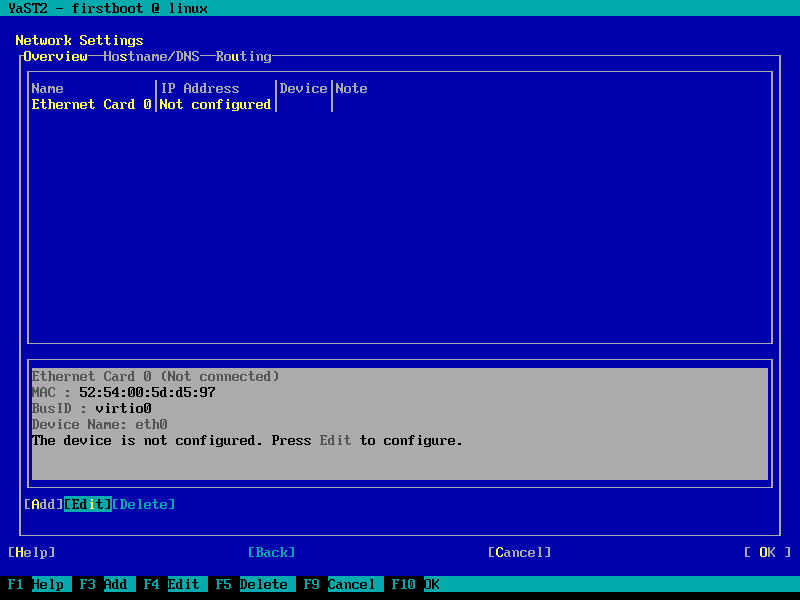 YaST2 - firstboot @ linux
Network Settings
Overview Hostname/DNS Routing
Name IP Address Device Note
Ethernet Card 0 Not configured
Ethernet Card 0 (Not connected)
MAC : 52:54:00:5d:d5:97
BusID : virtio0
Device Name: eth0
The device is not configured. Press Edit to configure.
[Add][Edit][Delete]
[Help] [Back] [Cancel] [ OK ]
F1 Help F3 Add F4 Edit F5 Delete F9 Cancel F10 OK